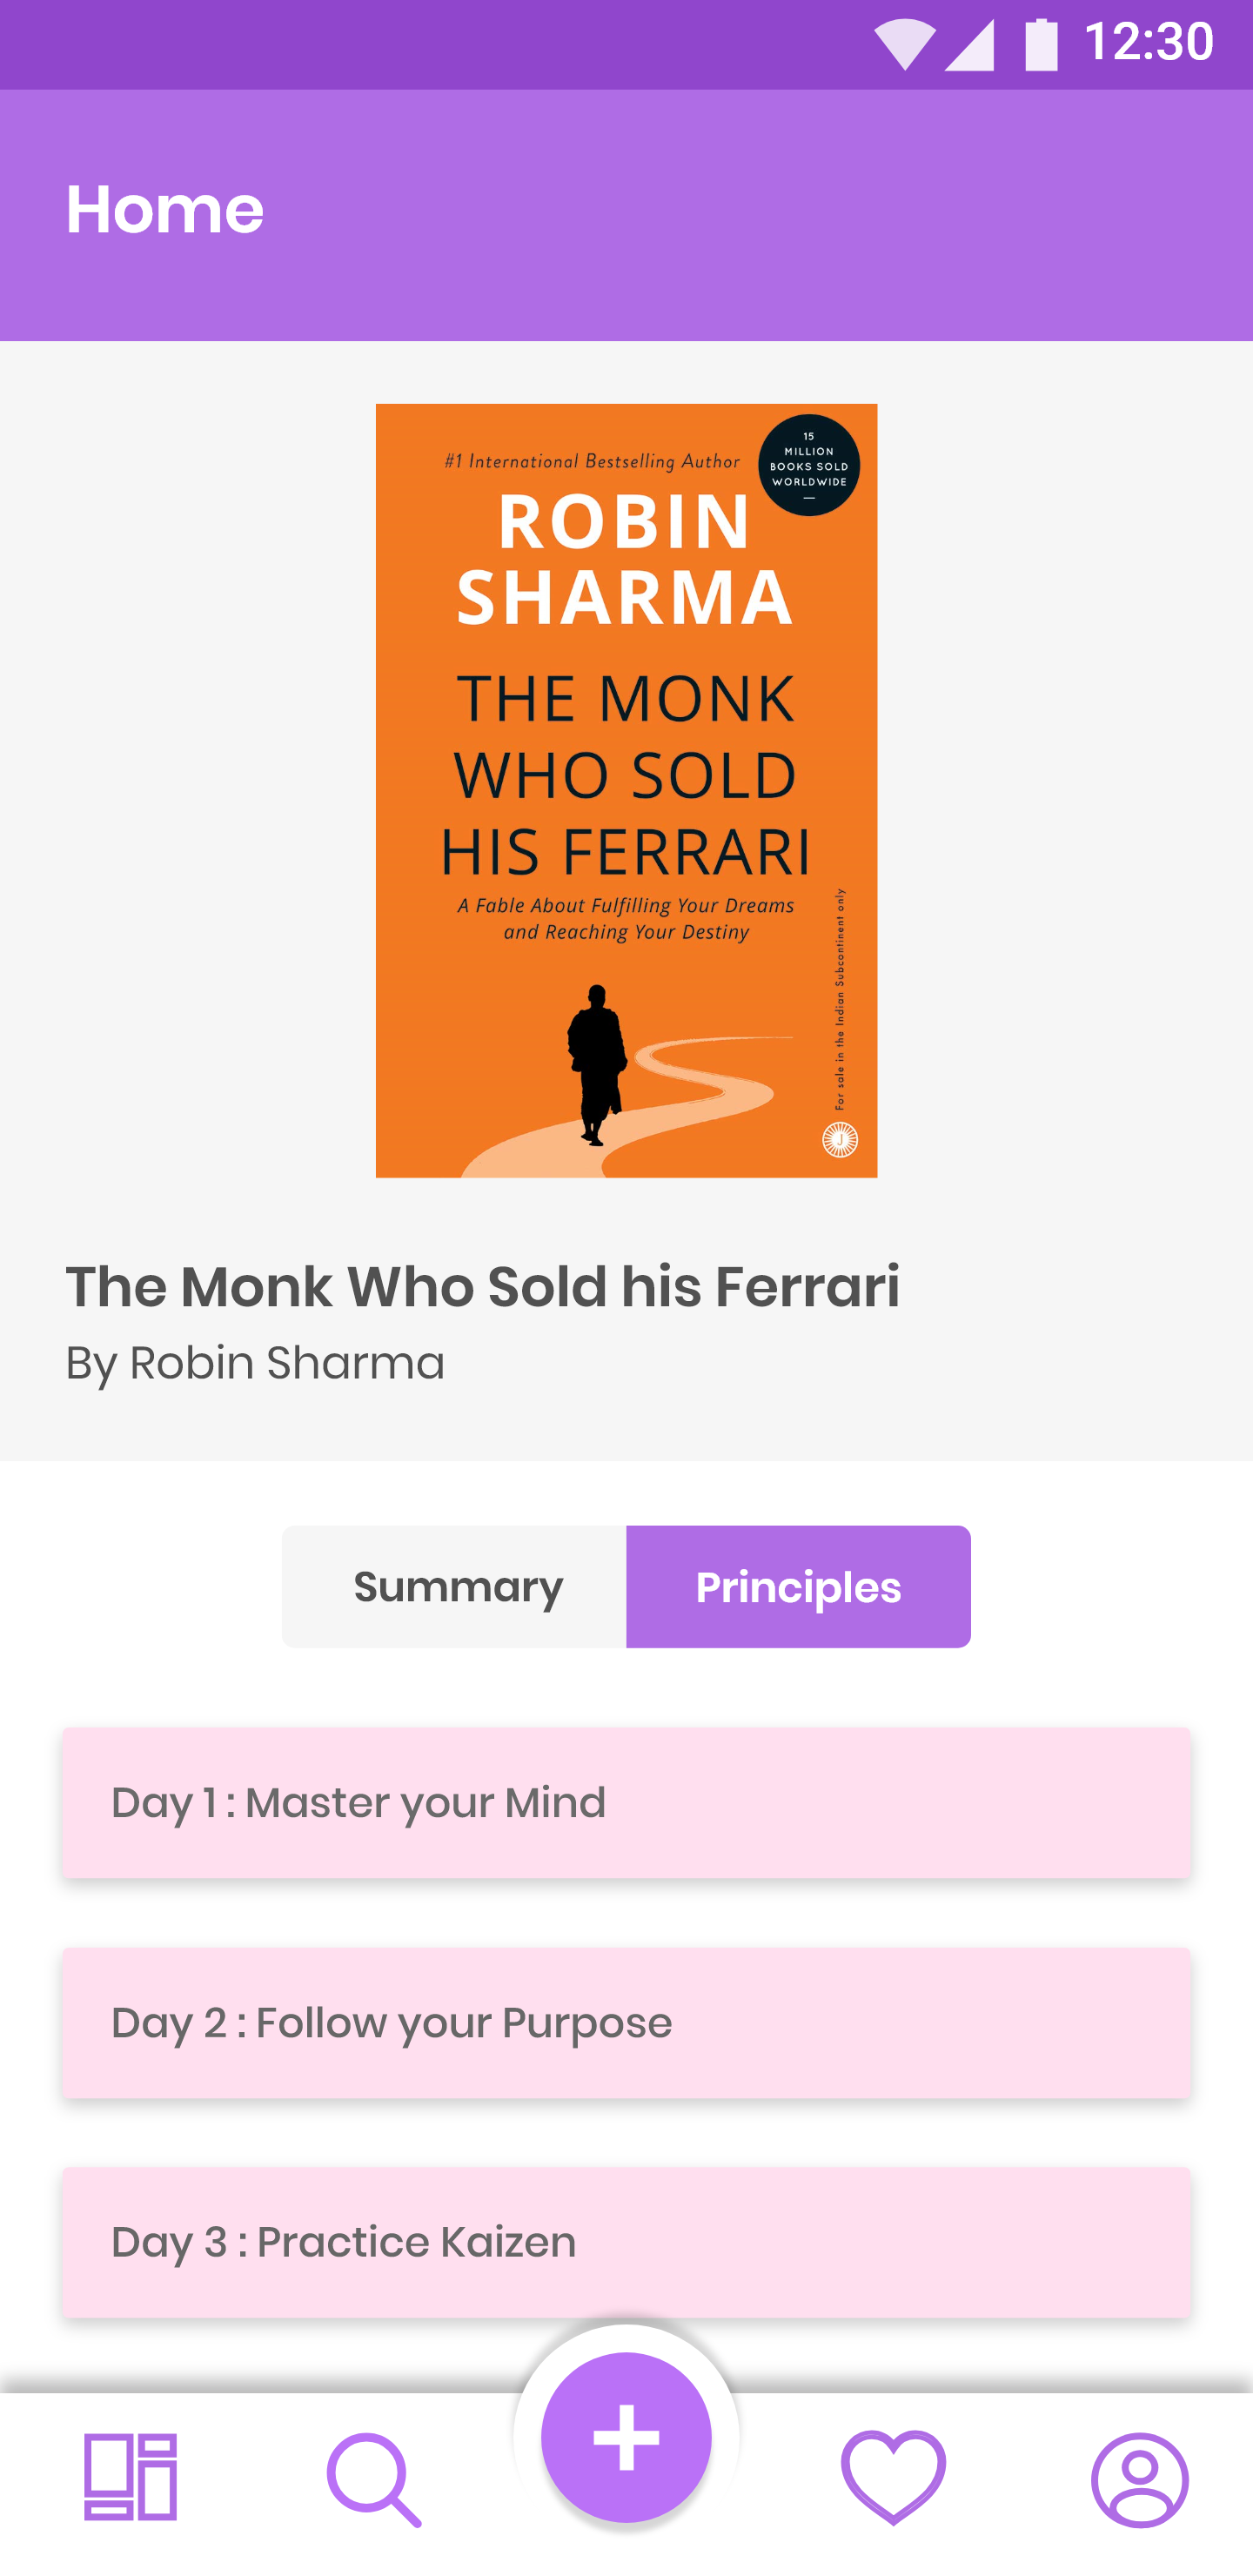 12:30
Home
#1 International Bestselling Author
15
MILLION
BOOKS SOLD
WORLDWIDE
ROBIN
SHARMA
THE MONK
WHO SOLD
HIS FERRARI
A Fable About Fulfilling Your Dreams
and Reaching Your Destiny
For sale in the Indian Subcontinent only
J
The Monk Who Sold his Ferrari
By Robin Sharma
Summary
Principles
Day 1 : Master your Mind
Day 2 : Follow your Purpose
Day 3 : Practice Kaizen